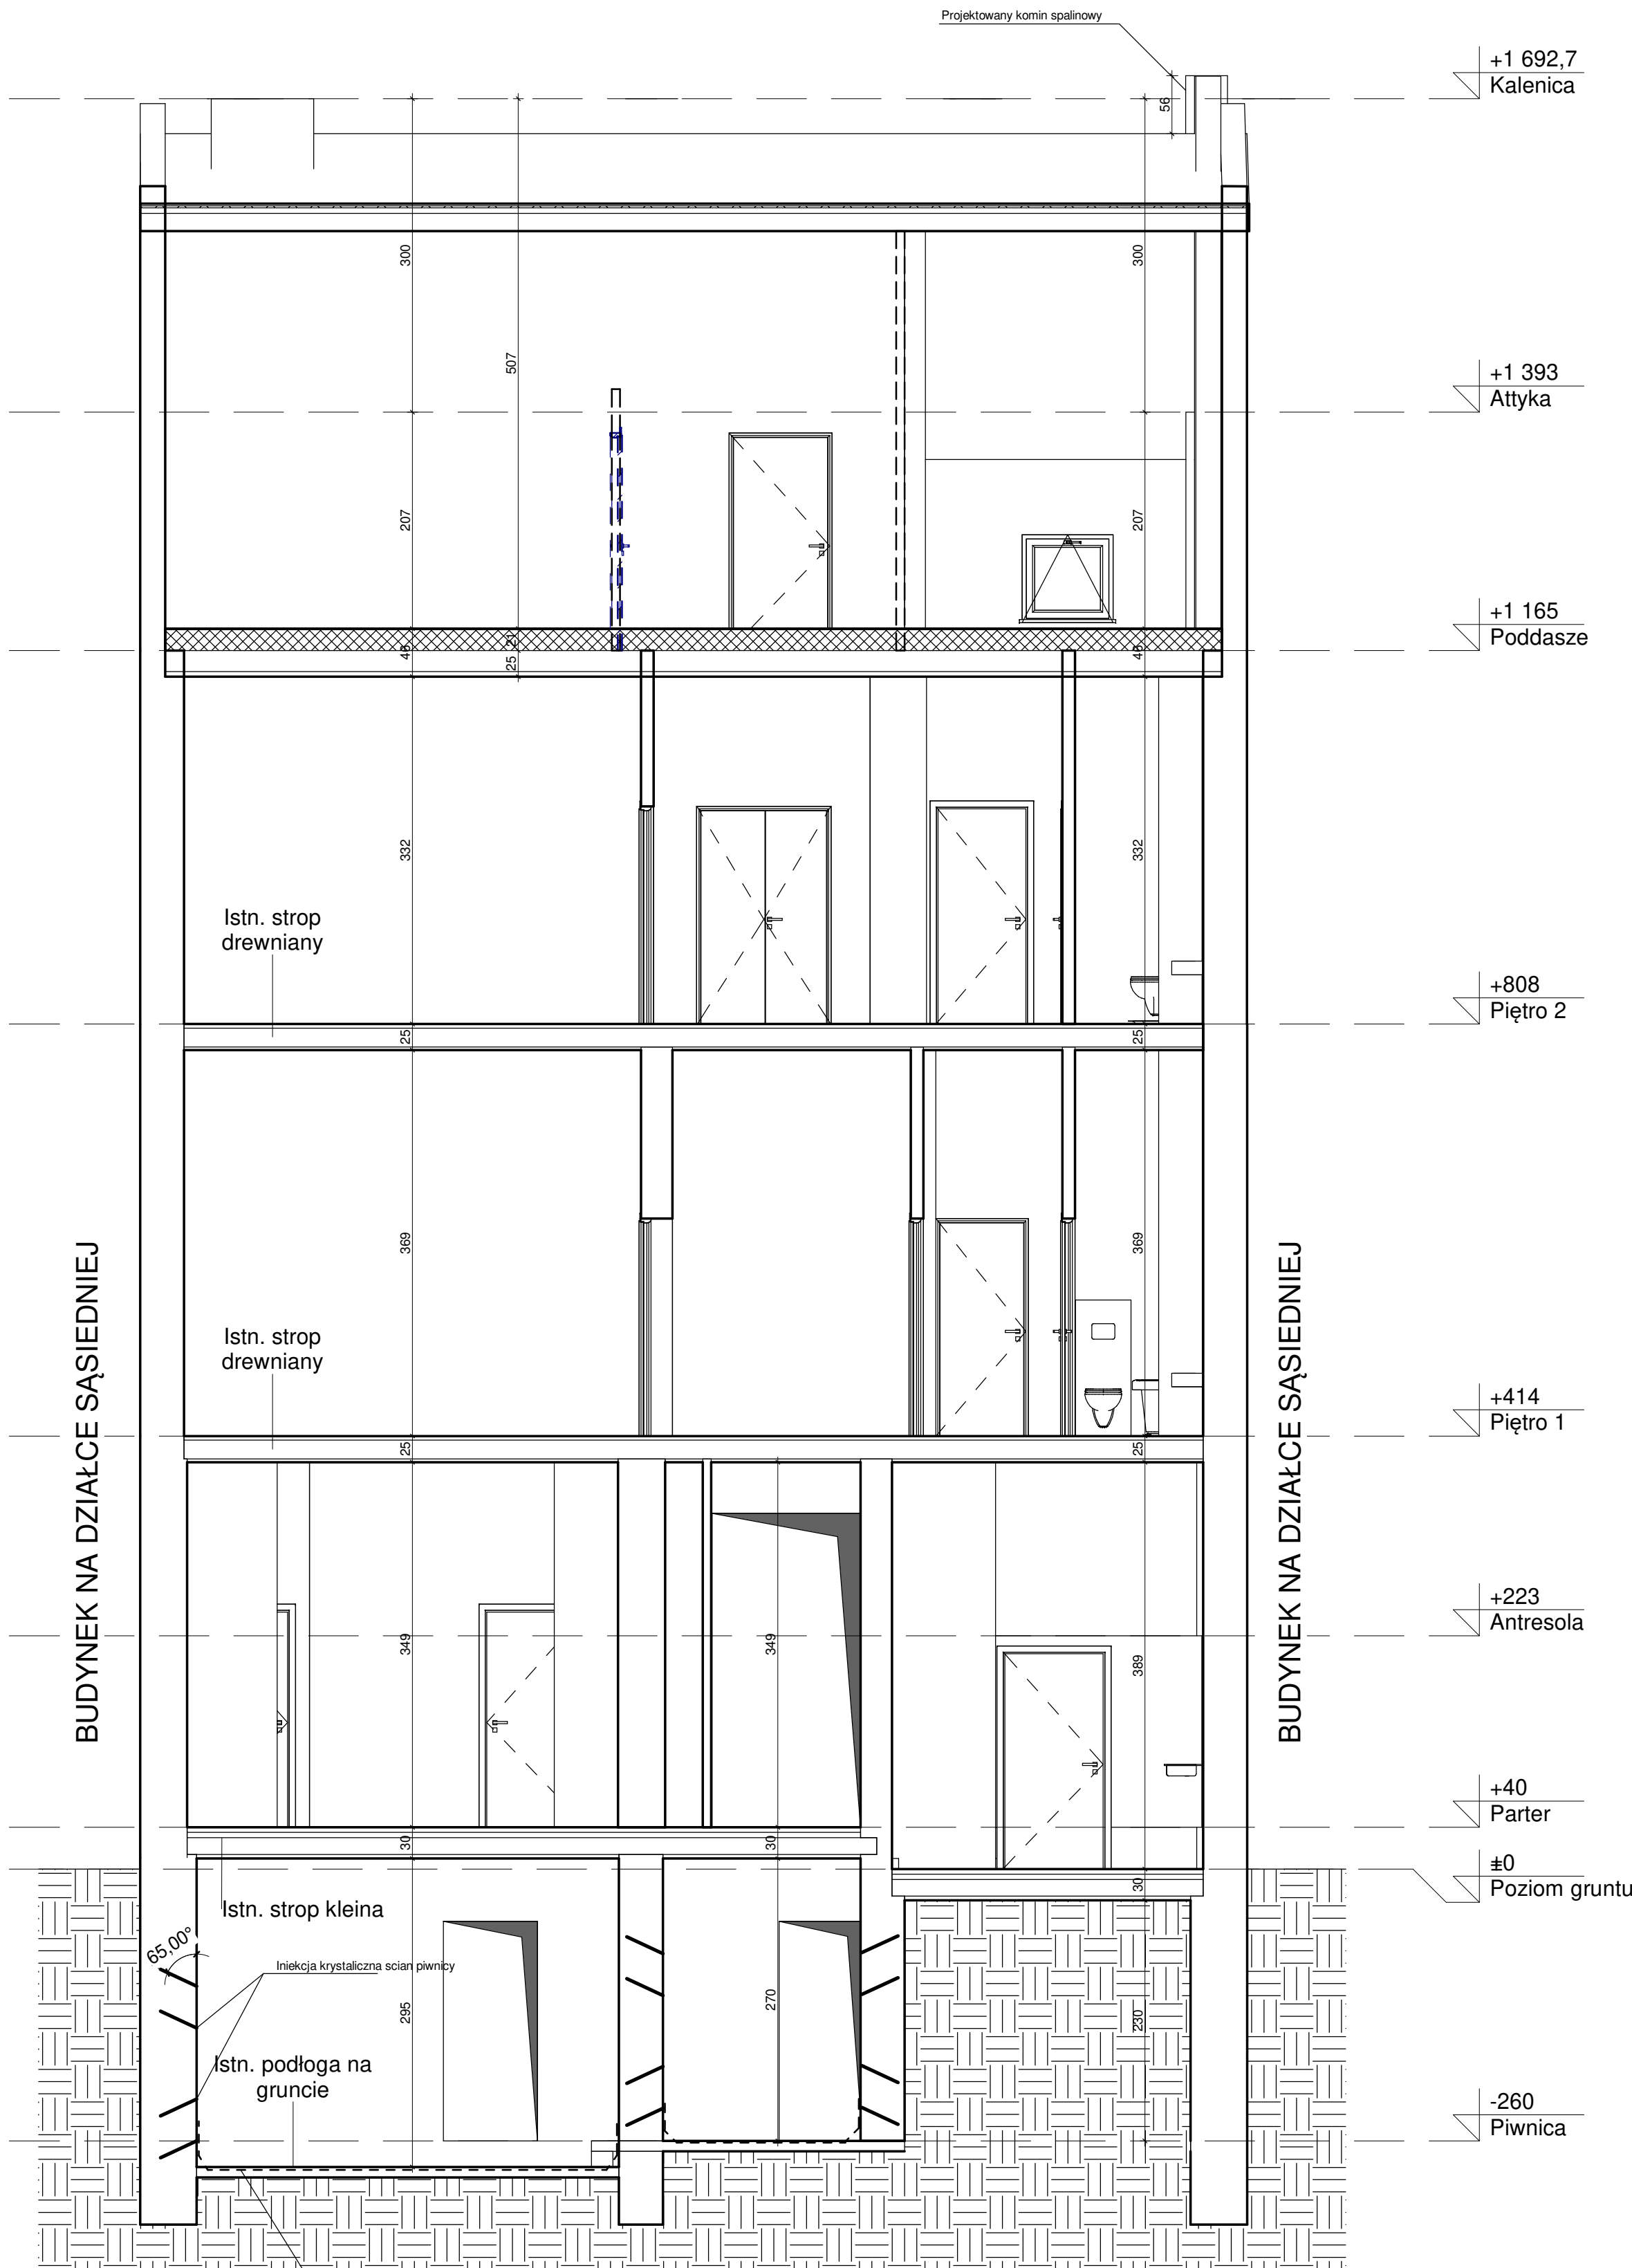 Projektowany komin spalinowy
+1 692,7
Kalenica
56
300
300
507
+1 393
Attyka
207
207
+1 165
Poddasze
46
21
25
46
332
332
Istn. strop
drewniany
+808
Piętro 2
25
25
369
369
BUDYNEK NA DZIAŁCE SĄSIEDNIEJ
BUDYNEK NA DZIAŁCE SĄSIEDNIEJ
Istn. strop
drewniany
+414
Piętro 1
25
25
+223
Antresola
349
349
389
+40
Parter
30
30
±0
Poziom gruntu
30
Istn. strop kleina
65,00°
Iniekcja krystaliczna scian piwnicy
295
270
230
Istn. podłoga na
gruncie
-260
Piwnica